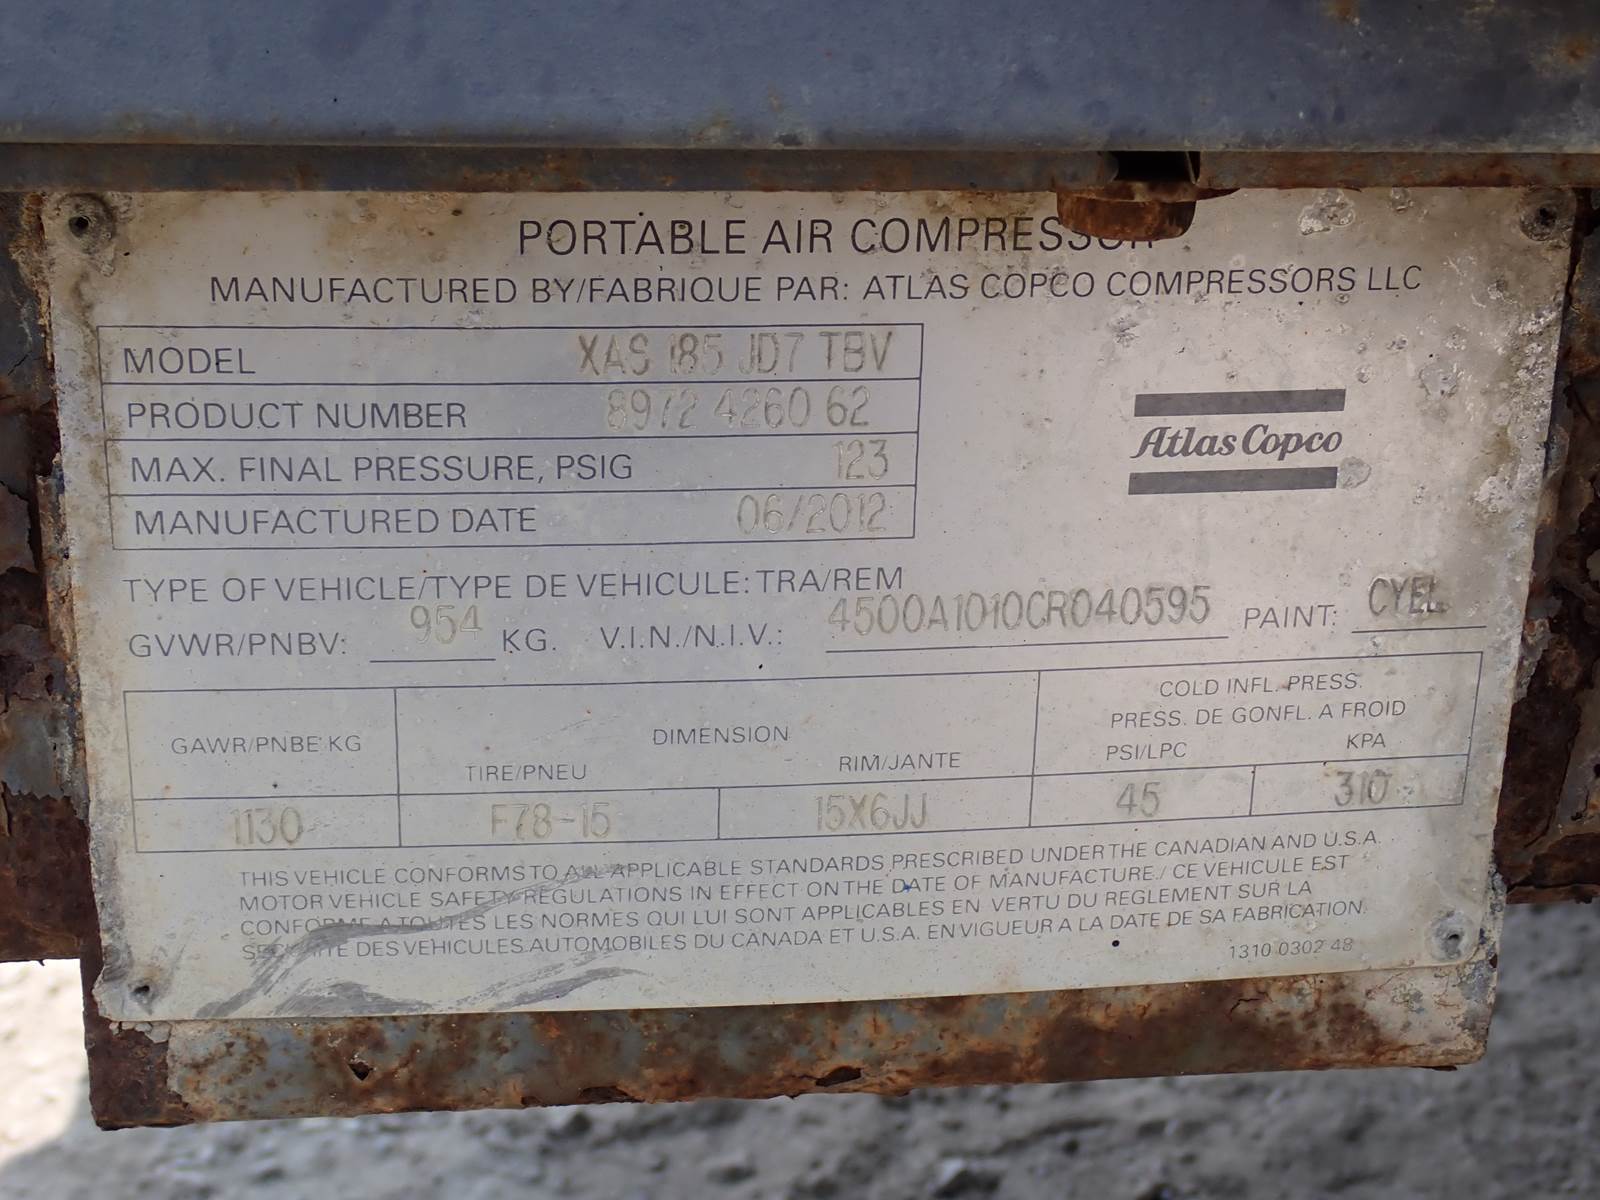 PORTABLE AIR COMPRESSOR
MANUFACTURED BY/FABRIQUE PAR: ATLAS COPCO COMPRESSORS LLC
MODEL XAS 185 JD7 TBV
PRODUCT NUMBER 8972 4260 62
MAX. FINAL PRESSURE, PSIG 123
MANUFACTURED DATE 06/2012
Atlas Copco
TYPE OF VEHICLE/TYPE DE VEHICULE: TRA/REM
GVWR/PNBV: 954 KG. V.I.N./N.I.V.: 4500A1010CR040595 PAINT: CYEL
GAWR/PNBE KG DIMENSION COLD INFL. PRESS.
PRESS. DE GONFL. A FROID
TIRE/PNEU RIM/JANTE PSI/LPC KPA
1130 F78-15 15X6JJ 45 310
THIS VEHICLE CONFORMS TO ALL APPLICABLE STANDARDS PRESCRIBED UNDER THE CANADIAN AND U.S.A.
MOTOR VEHICLE SAFETY REGULATIONS IN EFFECT ON THE DATE OF MANUFACTURE./ CE VEHICULE EST
CONFORME A TOUTES LES NORMES QUI LUI SONT APPLICABLES EN VERTU DU REGLEMENT SUR LA
SECURITE DES VEHICULES AUTOMOBILES DU CANADA ET U.S.A. EN VIGUEUR A LA DATE DE SA FABRICATION.
1310 0302 48